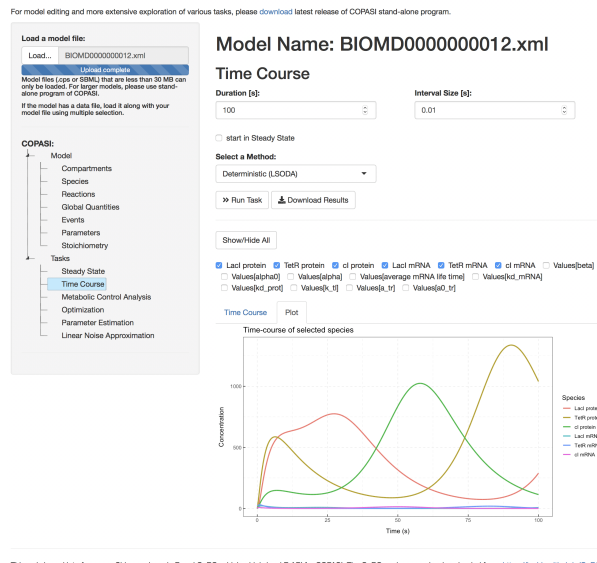 For model editing and more extensive exploration of various tasks, please download latest release of COPASI stand-alone program.
Load a model file:
Load... BIOMD0000000012.xml
Upload complete
Model files (.cps or SBML) that are less than 30 MB can
only be loaded. For larger models, please use stand-
alone program of COPASI.
If the model has a data file, load it along with your
model file using multiple selection.
COPASI:
Model
Compartments
Species
Reactions
Global Quantities
Events
Parameters
Stoichiometry
Tasks
Steady State
Time Course
Metabolic Control Analysis
Optimization
Parameter Estimation
Linear Noise Approximation
Model Name: BIOMD0000000012.xml
Time Course
Duration [s]: Interval Size [s]:
100 0.01
start in Steady State
Select a Method:
Deterministic (LSODA)
Run Task Download Results
Show/Hide All
LacI protein TetR protein cI protein LacI mRNA TetR mRNA cI mRNA Values[beta]
Values[alpha0] Values[alpha] Values[average mRNA life time] Values[kd_mRNA]
Values[kd_prot] Values[k_tl] Values[a_tr] Values[a0_tr]
Time Course Plot
Time-course of selected species
Concentration
1000
500
0
0 25 50 75 100
Time (s)
Species
LacI prote
TetR prote
cI protein
LacI mRN
TetR mRN
cI mRNA